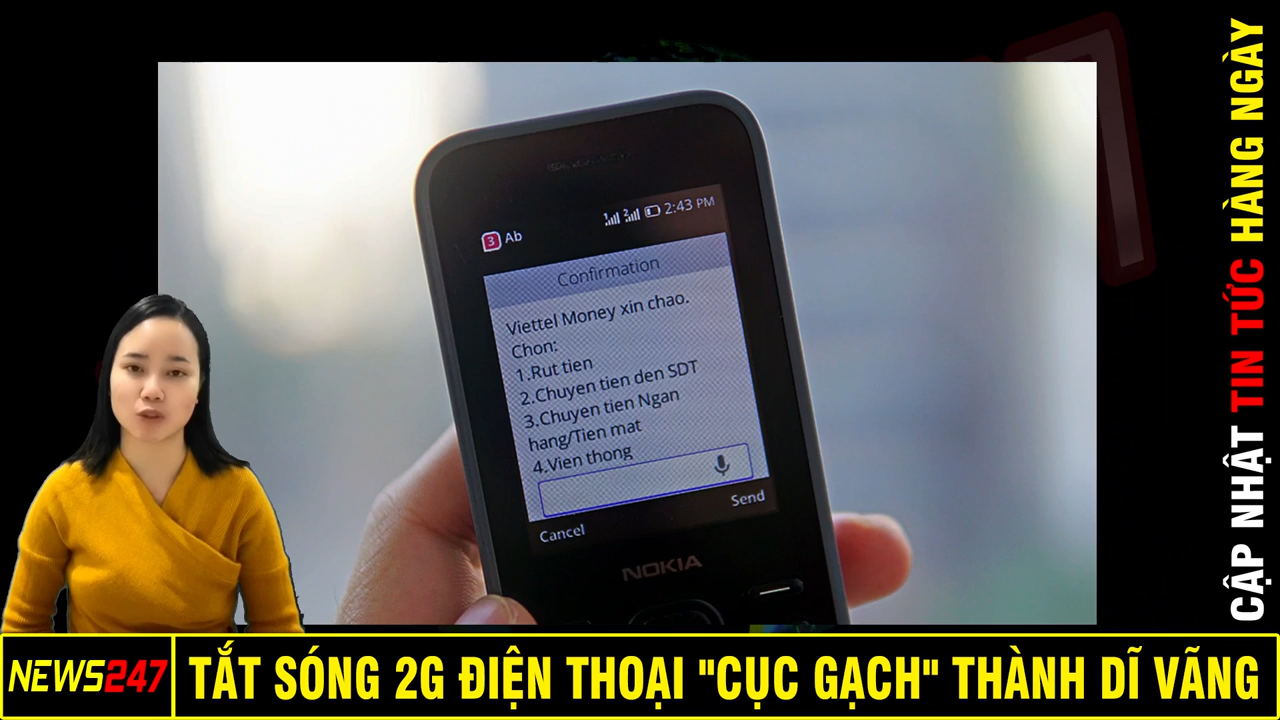 CẬP NHẬT TIN TỨC HÀNG NGÀY
2:43 PM
3 Ab
Confirmation
Viettel Money xin chao.
Chon:
1.Rut tien
2.Chuyen tien den SDT
3.Chuyen tien Ngan
hang/Tien mat
4.Vien thong
Send
Cancel
NOKIA
NEWS247
TẮT SÓNG 2G ĐIỆN THOẠI "CỤC GẠCH" THÀNH DĨ VÃNG